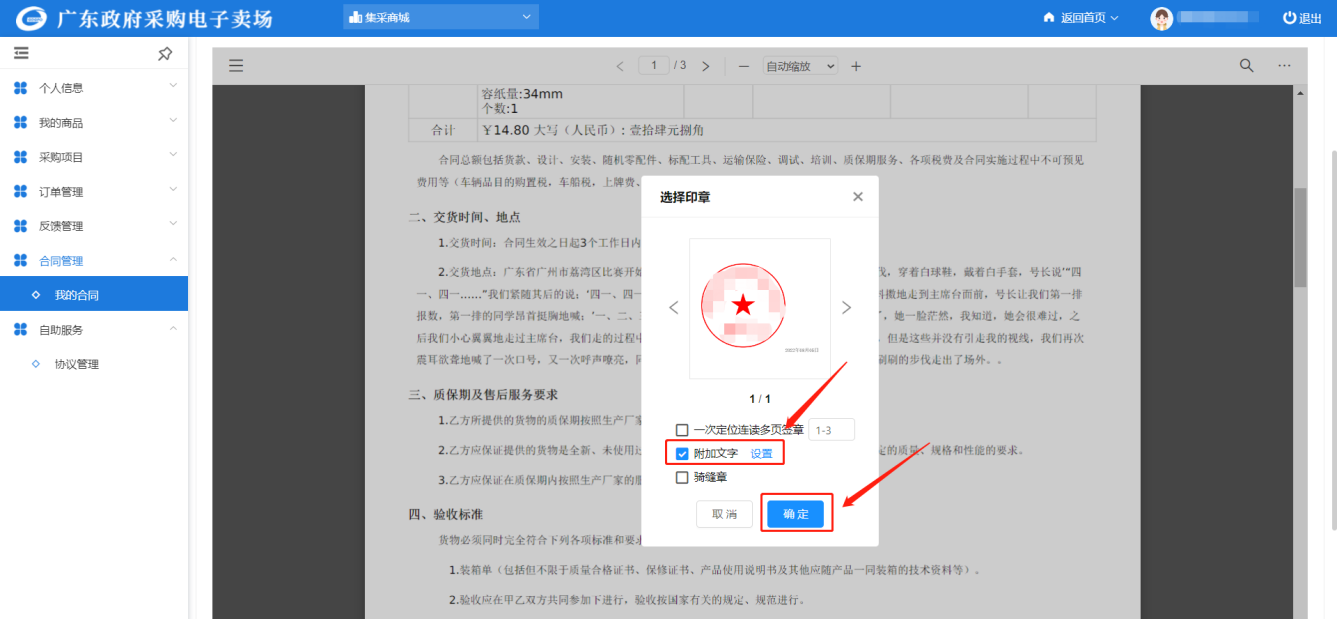 广东政府采购电子卖场
集采商城
返回首页
退出
个人信息
我的商品
采购项目
订单管理
反馈管理
合同管理
我的合同
自助服务
协议管理
1 / 3
自动缩放
容纸量:34mm
个数:1
合计 ￥14.80 大写（人民币）: 壹拾肆元捌角
合同总额包括货款、设计、安装、随机零配件、标配工具、运输保险、调试、培训、质保期服务、各项税费及合同实施过程中不可预见
费用等（车辆品目的购置税，车船税，上牌费、
二、交货时间、地点
1.交货时间：合同生效之日起3个工作日内
2.交货地点：广东省广州市荔湾区比赛开始 ，穿着白球鞋，戴着白手套，号长说'"四
一、四一……"我们紧随其后的说；'四一、四一 撒地走到主席台面前，号长让我们第一排
报数，第一排的同学昂首挺胸地喊；'一、二、 ，她一脸茫然，我知道，她会很难过，之
后我们小心翼翼地走过主席台，我们走的过程 但是这些并没有引走我的视线，我们再次
震耳欲聋地喊了一次口号，又一次呼声嘹亮， 刷的步伐走出了场外。。
三、质保期及售后服务要求
1.乙方所提供的货物的质保期按照生产厂
2.乙方应保证提供的货物是全新、未使用 定的质量、规格和性能的要求。
3.乙方应保证在质保期内按照生产厂家的
四、验收标准
货物必须同时完全符合下列各项标准和要
1.装箱单（包括但不限于质量合格证书、保修证书、产品使用说明书及其他应随产品一同装箱的技术资料等）。
2.验收应在甲乙双方共同参加下进行，验收按国家有关的规定、规范进行。
选择印章
1 / 1
一次定位连读多页签章 1-3
附加文字 设置
骑缝章
取 消
确 定